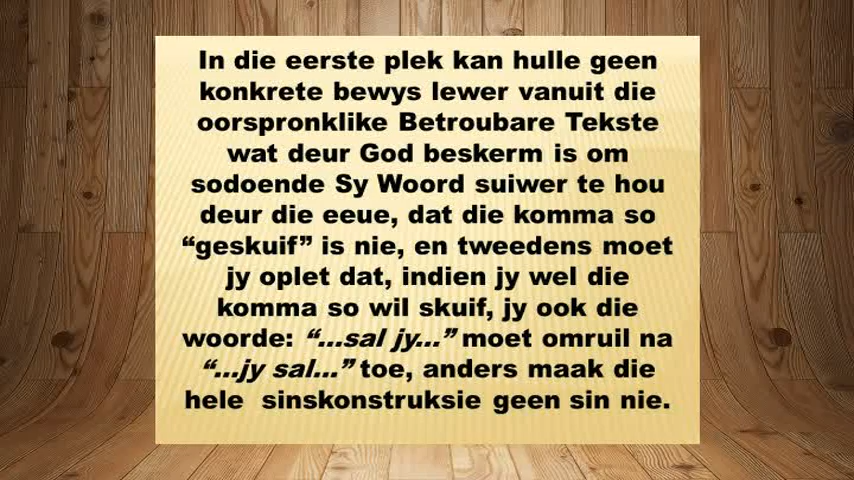 In die eerste plek kan hulle geen
konkrete bewys lewer vanuit die
oorspronklike Betroubare Tekste
wat deur God beskerm is om
sodoende Sy Woord suiwer te hou
deur die eeue, dat die komma so
“geskuif” is nie, en tweedens moet
jy oplet dat, indien jy wel die
komma so wil skuif, jy ook die
woorde: “...sal jy...” moet omruil na
“...jy sal...” toe, anders maak die
hele  sinskonstruksie geen sin nie.